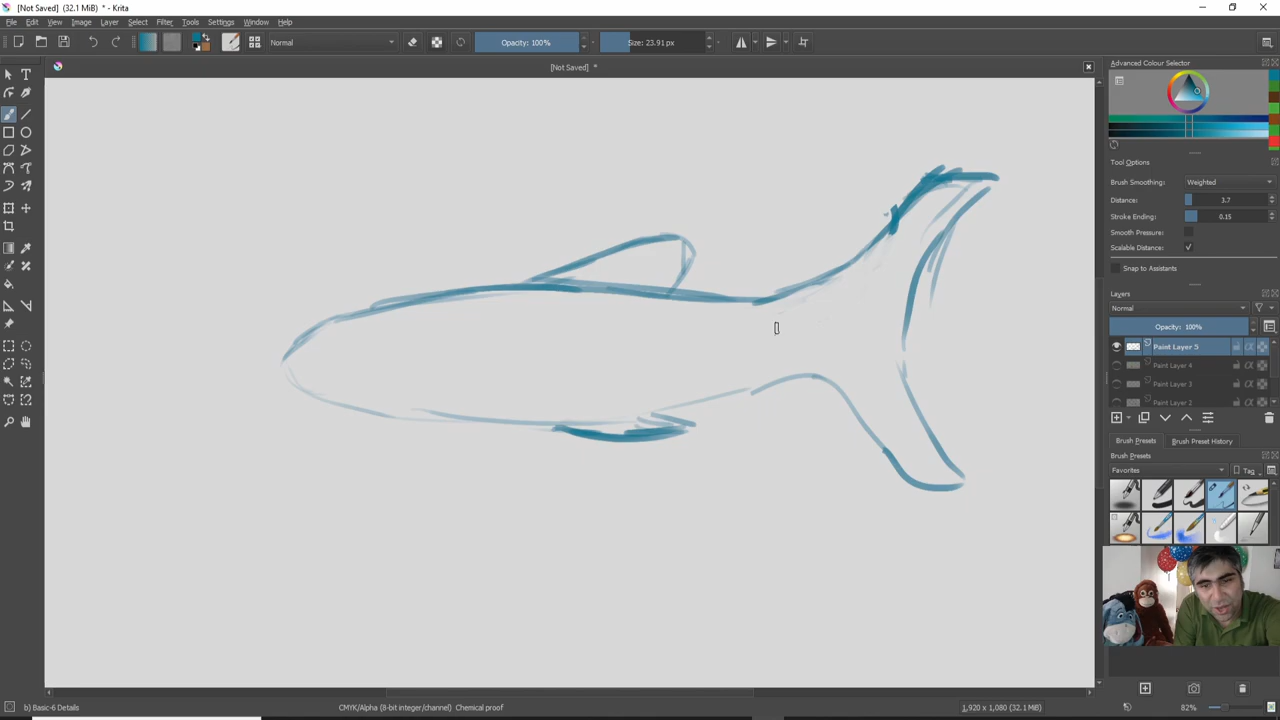 [Not Saved] (32.1 MiB) * - Krita
File Edit View Image Layer Select Filter Tools Settings Window Help
Normal
Opacity: 100%
Size: 23.91 px
[Not Saved] *
Advanced Colour Selector
Tool Options
Brush Smoothing: Weighted
Distance: 3.7
Stroke Ending: 0.15
Smooth Pressure:
Scalable Distance:
Snap to Assistants
Layers
Normal
Opacity: 100%
Paint Layer 5
Paint Layer 4
Paint Layer 3
Paint Layer 2
Brush Presets Brush Preset History
Brush Presets
Favorites Tag
b) Basic-6 Details
CMYK/Alpha (8-bit integer/channel) Chemical proof
1,920 x 1,080 (32.1 MiB)
82%